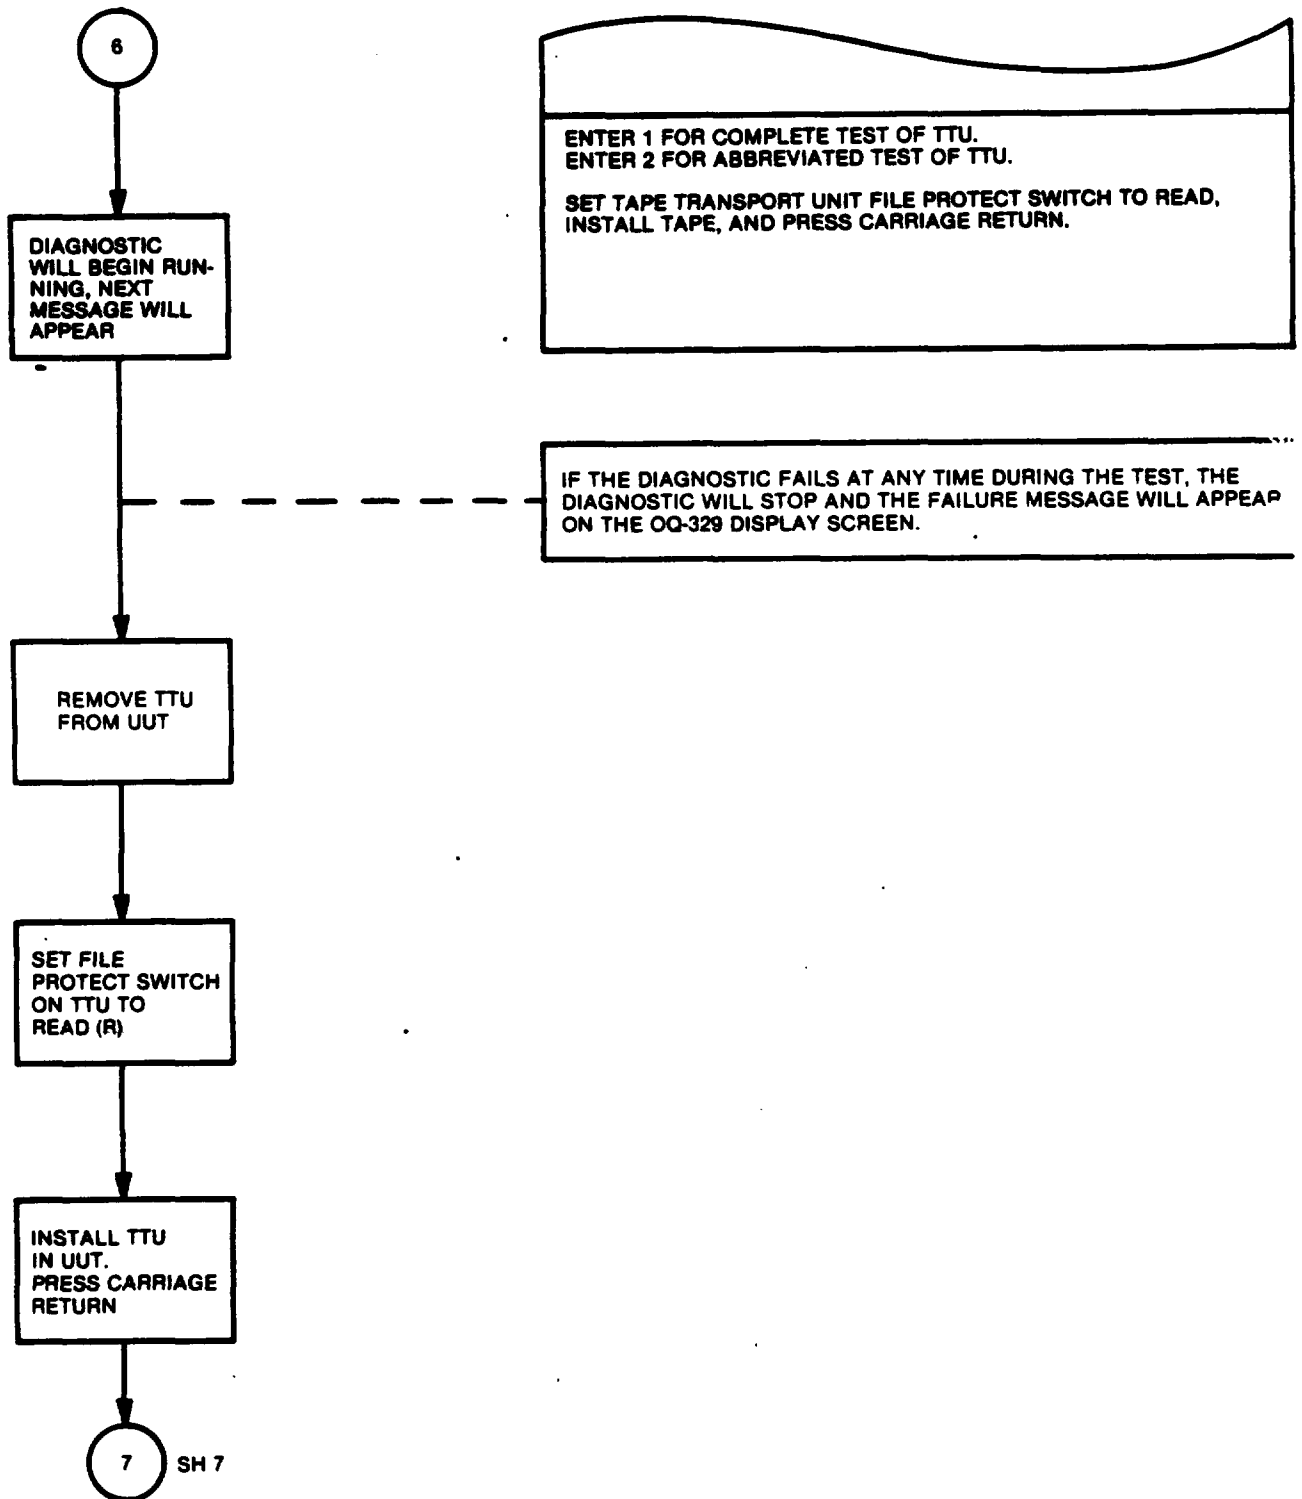 6
DIAGNOSTIC
WILL BEGIN RUN-
NING, NEXT
MESSAGE WILL
APPEAR
ENTER 1 FOR COMPLETE TEST OF TTU.
ENTER 2 FOR ABBREVIATED TEST OF TTU.
SET TAPE TRANSPORT UNIT FILE PROTECT SWITCH TO READ,
INSTALL TAPE, AND PRESS CARRIAGE RETURN.
IF THE DIAGNOSTIC FAILS AT ANY TIME DURING THE TEST, THE
DIAGNOSTIC WILL STOP AND THE FAILURE MESSAGE WILL APPEAR
ON THE OQ-329 DISPLAY SCREEN.
REMOVE TTU
FROM UUT
SET FILE
PROTECT SWITCH
ON TTU TO
READ (R)
INSTALL TTU
IN UUT.
PRESS CARRIAGE
RETURN
7 SH 7